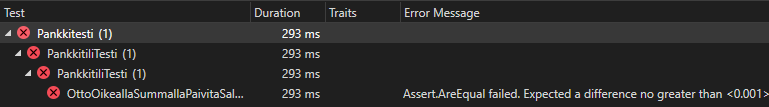 Test Duration Traits Error Message
Pankkitesti (1) 293 ms
PankkitiliTesti (1) 293 ms
PankkitiliTesti (1) 293 ms
OttoOikeallaSummallaPaivitaSal... 293 ms Assert.AreEqual failed. Expected a difference no greater than <0.001>